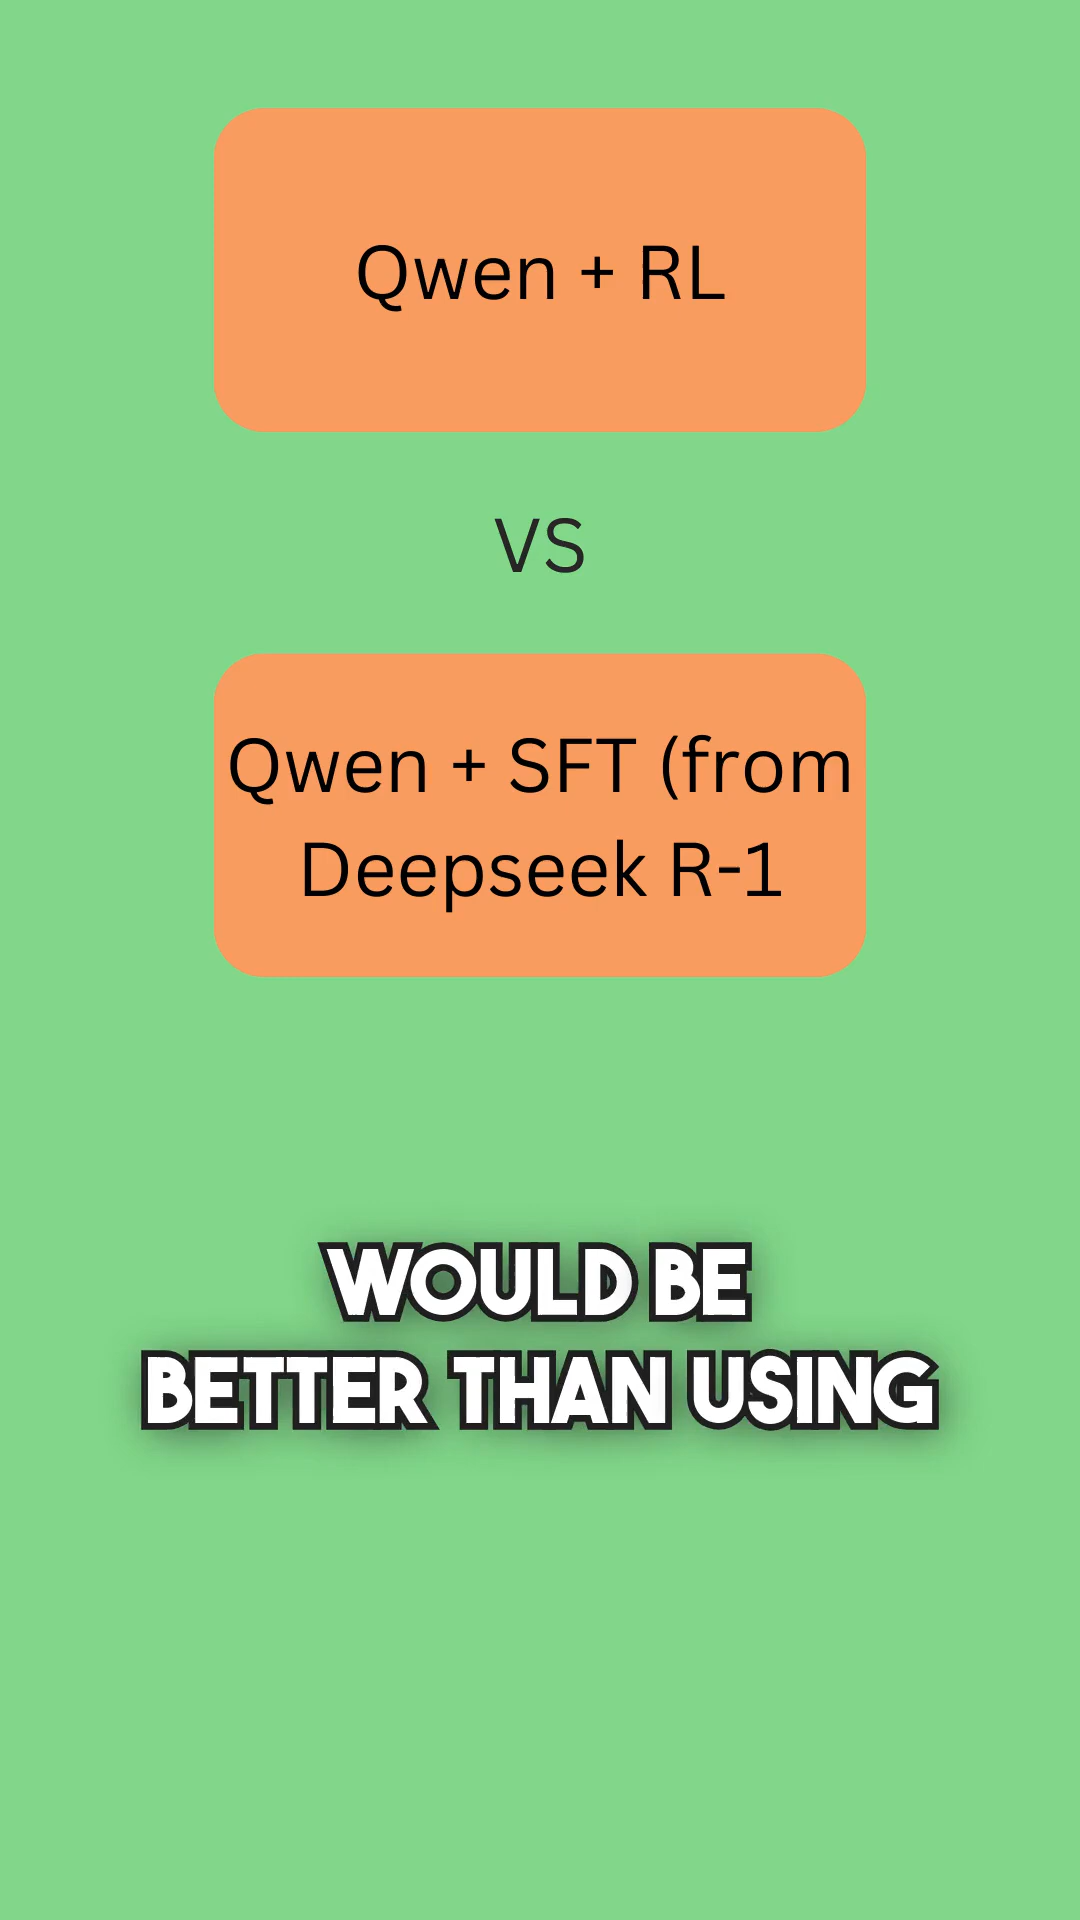 Qwen + RL
VS
Qwen + SFT (from
Deepseek R-1
WOULD BE
BETTER THAN USING